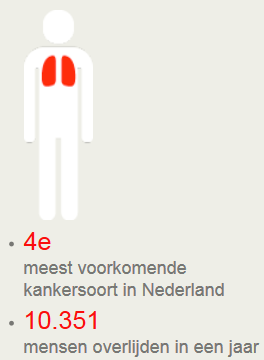 • 4e
meest voorkomende
kankersoort in Nederland
• 10.351
mensen overlijden in een jaar